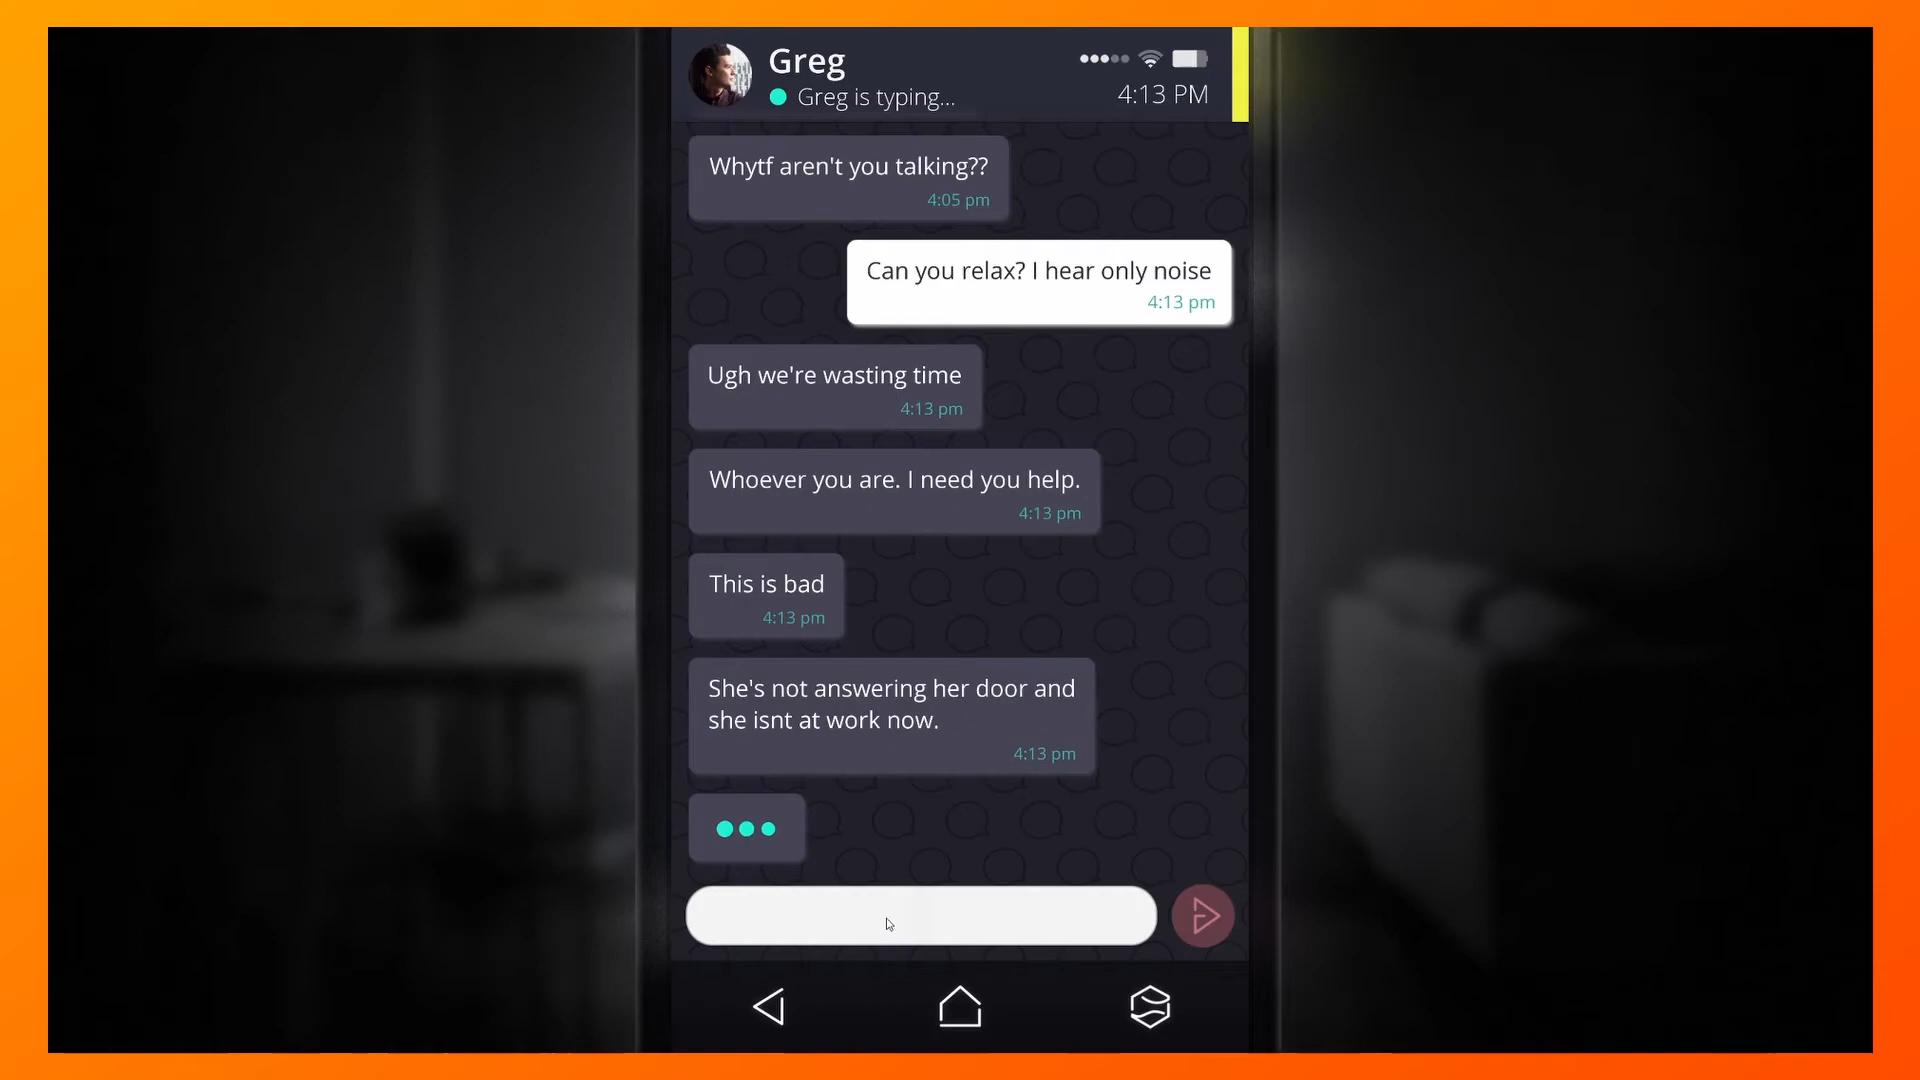 Greg
Greg is typing...
4:13 PM
Whytf aren't you talking??
4:05 pm
Can you relax? I hear only noise
4:13 pm
Ugh we're wasting time
4:13 pm
Whoever you are. I need you help.
4:13 pm
This is bad
4:13 pm
She's not answering her door and
she isnt at work now.
4:13 pm